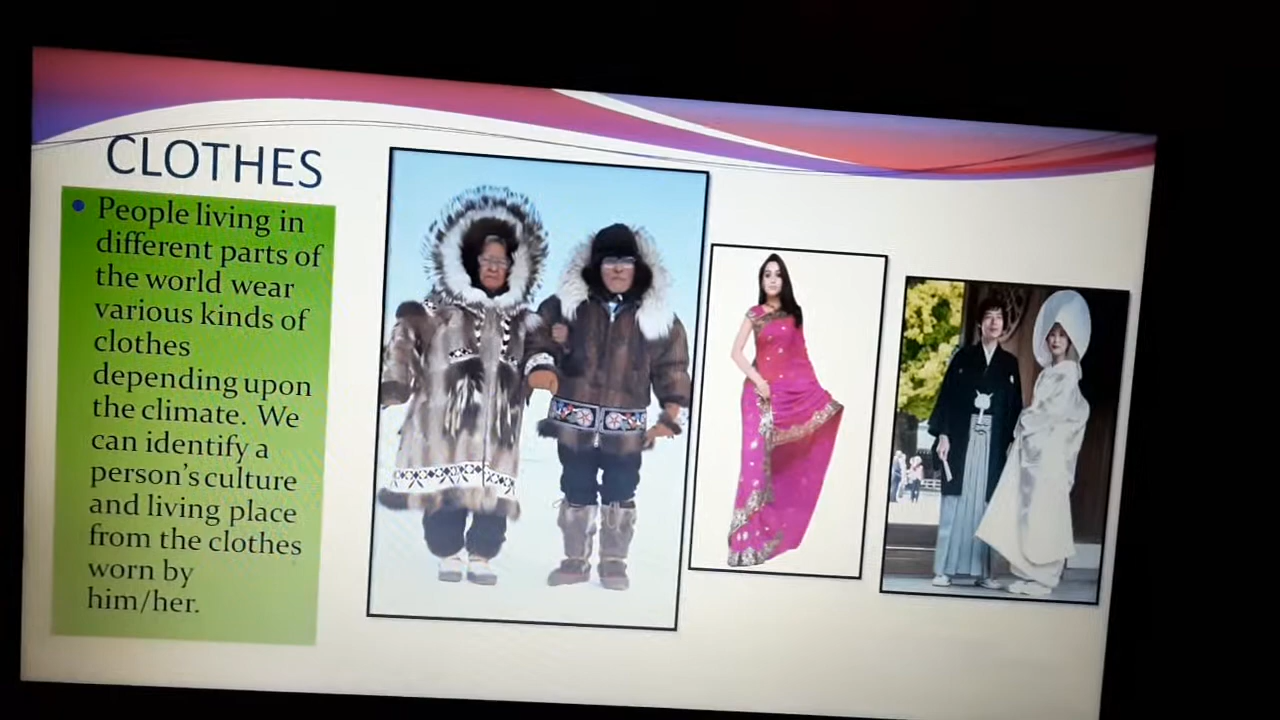 CLOTHES
People living in
different parts of
the world wear
various kinds of
clothes
depending upon
the climate. We
can identify a
person's culture
and living place
from the clothes
worn by
him/her.